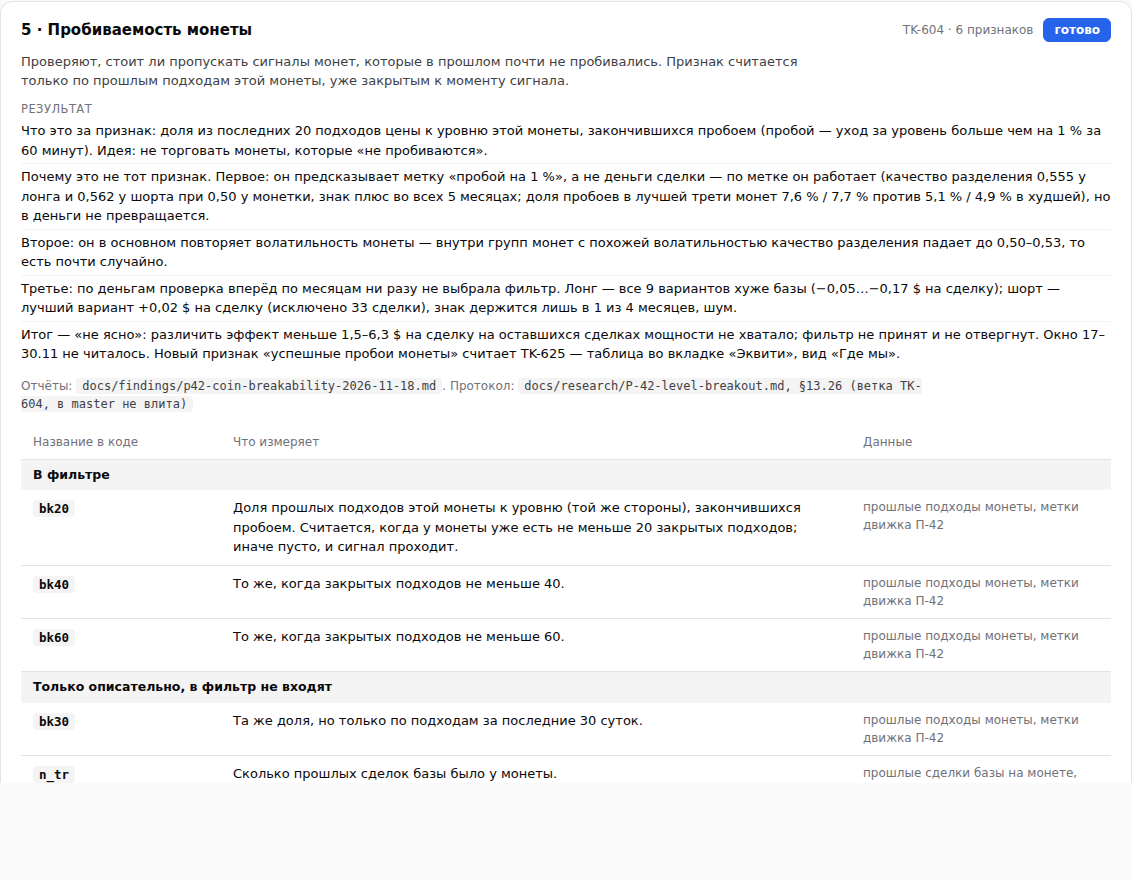 5 · Пробиваемость монеты
TK-604 · 6 признаков
готово
Проверяют, стоит ли пропускать сигналы монет, которые в прошлом почти не пробивались. Признак считается
только по прошлым подходам этой монеты, уже закрытым к моменту сигнала.
РЕЗУЛЬТАТ
Что это за признак: доля из последних 20 подходов цены к уровню этой монеты, закончившихся пробоем (пробой — уход за уровень больше чем на 1 % за
60 минут). Идея: не торговать монеты, которые «не пробиваются».
Почему это не тот признак. Первое: он предсказывает метку «пробой на 1 %», а не деньги сделки — по метке он работает (качество разделения 0,555 у
лонга и 0,562 у шорта при 0,50 у монетки, знак плюс во всех 5 месяцах; доля пробоев в лучшей трети монет 7,6 % / 7,7 % против 5,1 % / 4,9 % в худшей), но
в деньги не превращается.
Второе: он в основном повторяет волатильность монеты — внутри групп монет с похожей волатильностью качество разделения падает до 0,50–0,53, то
есть почти случайно.
Третье: по деньгам проверка вперёд по месяцам ни разу не выбрала фильтр. Лонг — все 9 вариантов хуже базы (−0,05…−0,17 $ на сделку); шорт —
лучший вариант +0,02 $ на сделку (исключено 33 сделки), знак держится лишь в 1 из 4 месяцев, шум.
Итог — «не ясно»: различить эффект меньше 1,5–6,3 $ на сделку на оставшихся сделках мощности не хватало; фильтр не принят и не отвергнут. Окно 17–
30.11 не читалось. Новый признак «успешные пробои монеты» считает TK-625 — таблица во вкладке «Эквити», вид «Где мы».
Отчёты: docs/findings/p42-coin-breakability-2026-11-18.md . Протокол: docs/research/P-42-level-breakout.md, §13.26 (ветка TK-
604, в master не влита)
Название в коде
Что измеряет
Данные
В фильтре
bk20
Доля прошлых подходов этой монеты к уровню (той же стороны), закончившихся
пробоем. Считается, когда у монеты уже есть не меньше 20 закрытых подходов;
иначе пусто, и сигнал проходит.
прошлые подходы монеты, метки
движка П-42
bk40
То же, когда закрытых подходов не меньше 40.
прошлые подходы монеты, метки
движка П-42
bk60
То же, когда закрытых подходов не меньше 60.
прошлые подходы монеты, метки
движка П-42
Только описательно, в фильтр не входят
bk30
Та же доля, но только по подходам за последние 30 суток.
прошлые подходы монеты, метки
движка П-42
n_tr
Сколько прошлых сделок базы было у монеты.
прошлые сделки базы на монете,